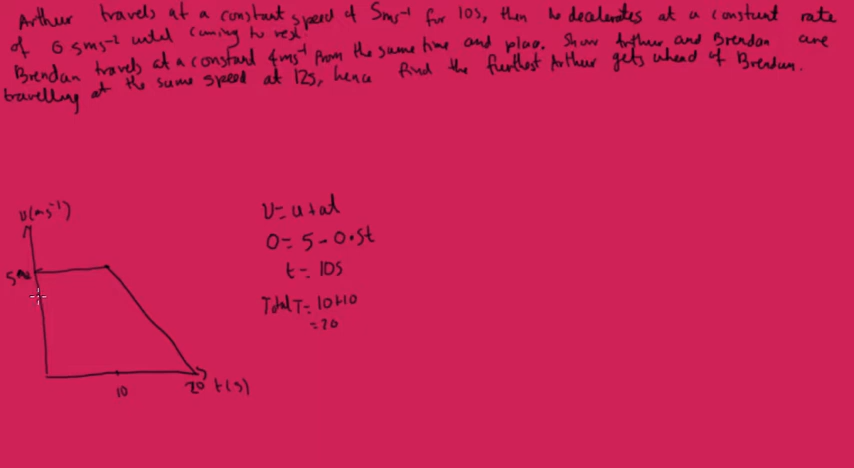 Arthur travels at a constant speed of 5ms⁻¹ for 10s, then he decelerates at a constant rate
of 0.5ms⁻² until coming to rest.
Brendan travels at a constant 4ms⁻¹ from the same time and place. Show Arthur and Brendan are
travelling at the same speed at 12s, hence find the furthest Arthur gets ahead of Brendan.
v(ms⁻¹)
5
10
20 t(s)
v=u+at
0=5-0.5t
t=10s
Total T=10+10
=20